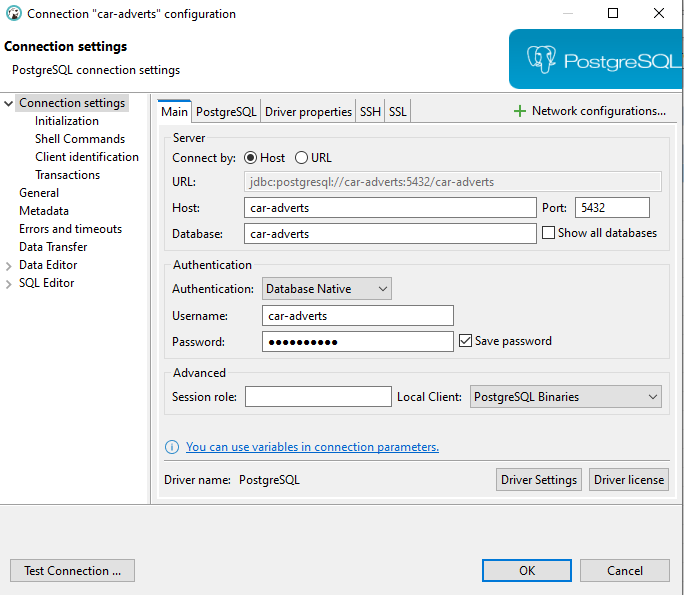 Connection "car-adverts" configuration
Connection settings
PostgreSQL connection settings
PostgreSQL
Connection settings
Initialization
Shell Commands
Client identification
Transactions
General
Metadata
Errors and timeouts
Data Transfer
Data Editor
SQL Editor
Main PostgreSQL Driver properties SSH SSL
Network configurations...
Server
Connect by: Host URL
URL: jdbc:postgresql://car-adverts:5432/car-adverts
Host: car-adverts Port: 5432
Database: car-adverts Show all databases
Authentication
Authentication: Database Native
Username: car-adverts
Password: ●●●●●●●●●● Save password
Advanced
Session role: Local Client: PostgreSQL Binaries
You can use variables in connection parameters.
Driver name: PostgreSQL Driver Settings Driver license
Test Connection ... OK Cancel